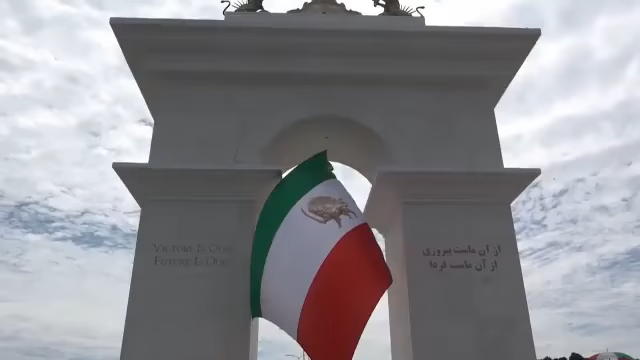 VICTORY IS OURS
FUTURE IS OURS
از آن ماست پیروزی
از آن ماست فردا